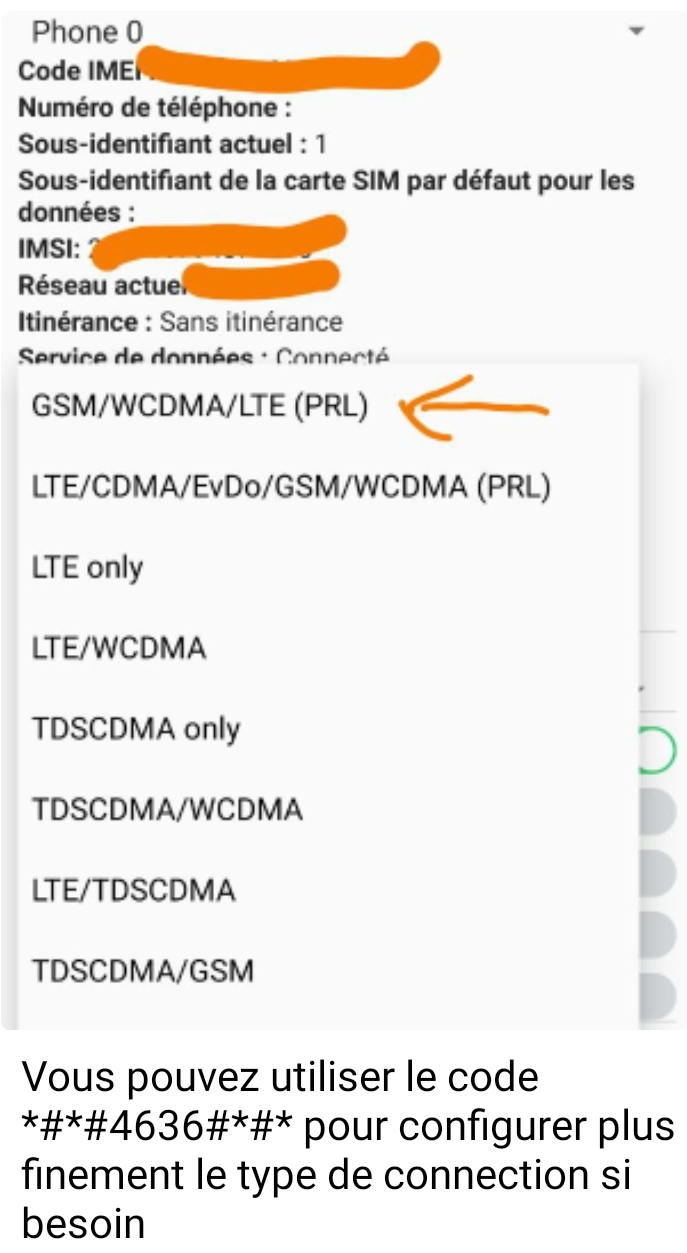 Phone 0
Code IMEI
Numéro de téléphone :
Sous-identifiant actuel : 1
Sous-identifiant de la carte SIM par défaut pour les
données :
IMSI:
Réseau actuel
Itinérance : Sans itinérance
Service de données : Connecté
GSM/WCDMA/LTE (PRL)
LTE/CDMA/EvDo/GSM/WCDMA (PRL)
LTE only
LTE/WCDMA
TDSCDMA only
TDSCDMA/WCDMA
LTE/TDSCDMA
TDSCDMA/GSM
Vous pouvez utiliser le code
*#*#4636#*#* pour configurer plus
finement le type de connection si
besoin